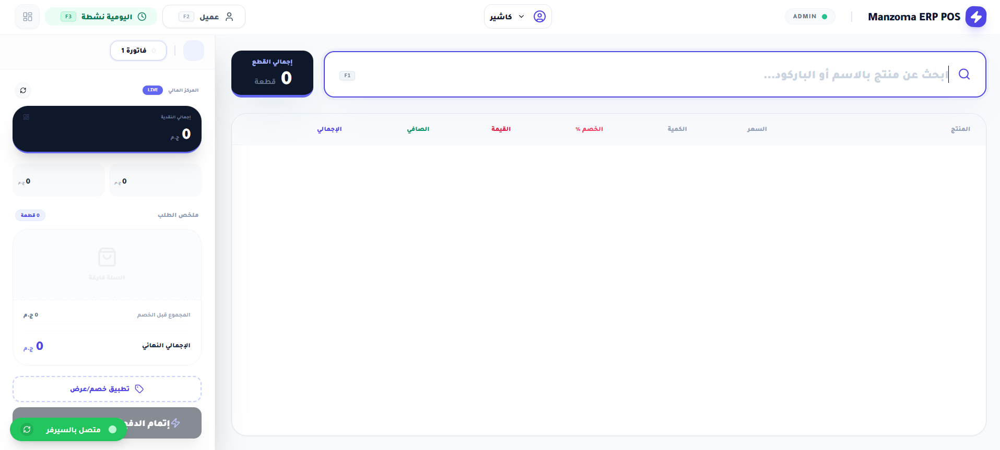 Manzoma ERP POS
ADMIN
كاشير
عميل F2
اليومية نشطة F3
ابحث عن منتج بالاسم أو الباركود...
F1
إجمالي القطع
0 قطعة
المنتج السعر الكمية الخصم % القيمة الصافي الإجمالي
فاتورة 1
المركز المالي LIVE
إجمالي النقدية
0 ج.م
0 ج.م
0 ج.م
ملخص الطلب
0 قطعة
السلة فارغة
المجموع قبل الخصم 0 ج.م
الإجمالي النهائي 0 ج.م
تطبيق خصم/عرض
إتمام الدفع
متصل بالسيرفر